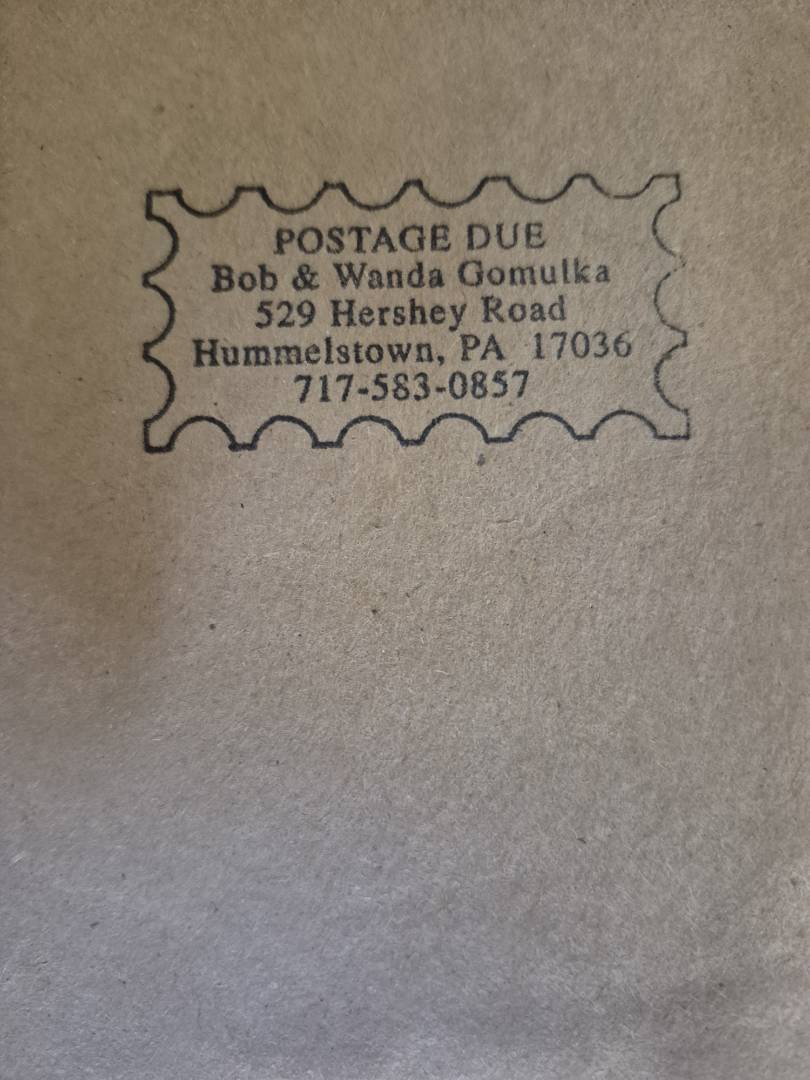 POSTAGE DUE
Bob & Wanda Gomulka
529 Hershey Road
Hummelstown, PA 17036
717-583-0857